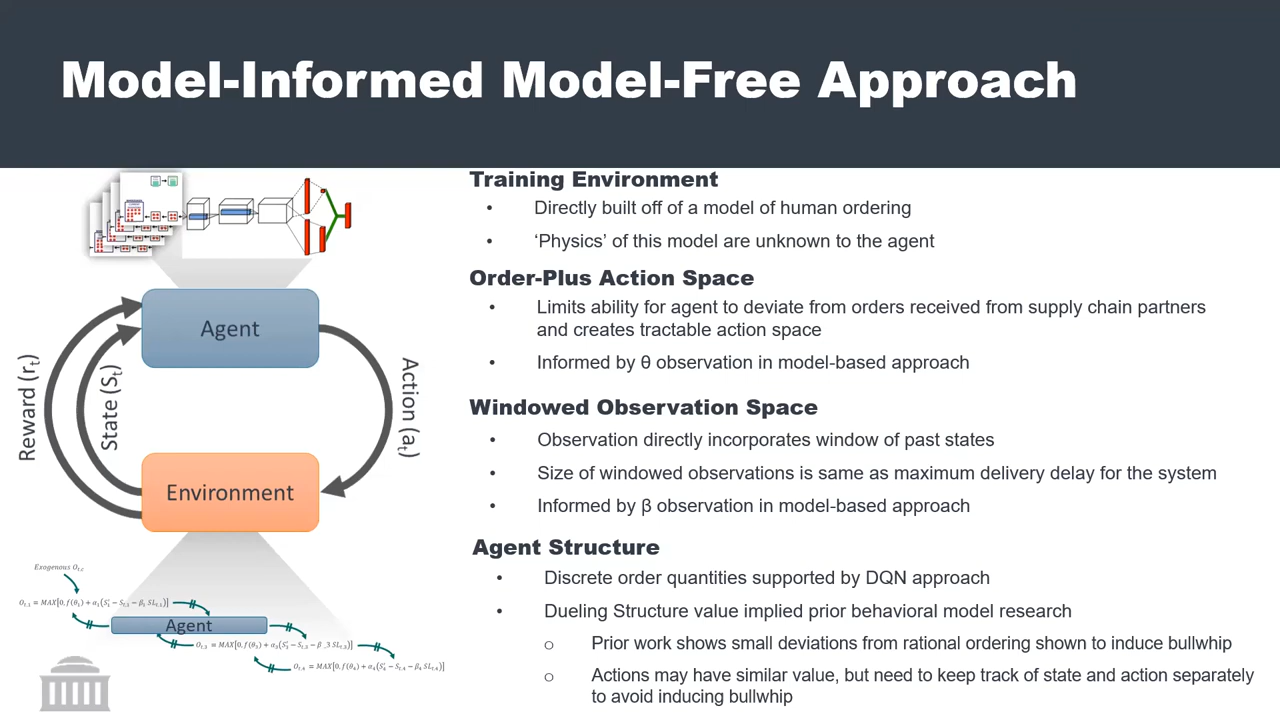 Model-Informed Model-Free Approach
Training Environment
• Directly built off of a model of human ordering
• ‘Physics’ of this model are unknown to the agent
Order-Plus Action Space
• Limits ability for agent to deviate from orders received from supply chain partners
and creates tractable action space
• Informed by θ observation in model-based approach
Windowed Observation Space
• Observation directly incorporates window of past states
• Size of windowed observations is same as maximum delivery delay for the system
• Informed by β observation in model-based approach
Agent Structure
• Discrete order quantities supported by DQN approach
• Dueling Structure value implied prior behavioral model research
o Prior work shows small deviations from rational ordering shown to induce bullwhip
o Actions may have similar value, but need to keep track of state and action separately
to avoid inducing bullwhip
Agent
Reward (rt)
State (St)
Action (at)
Environment
Exogenous
Agent